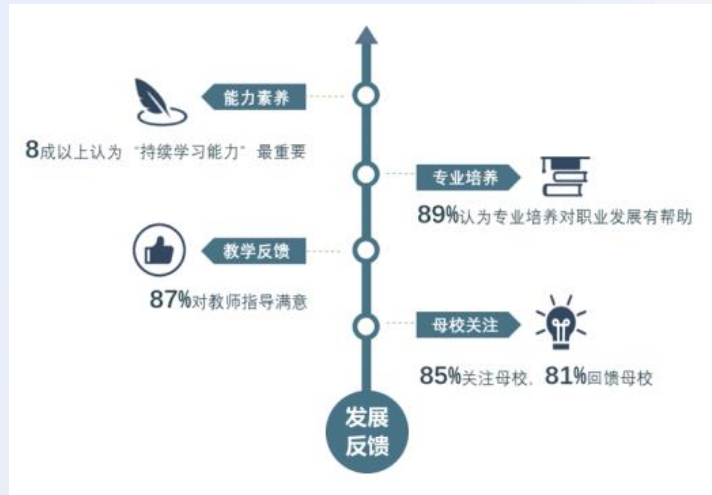 能力素养
8成以上认为“持续学习能力”最重要
专业培养
89%认为专业培养对职业发展有帮助
教学反馈
87%对教师指导满意
母校关注
85%关注母校，81%回馈母校
发展
反馈